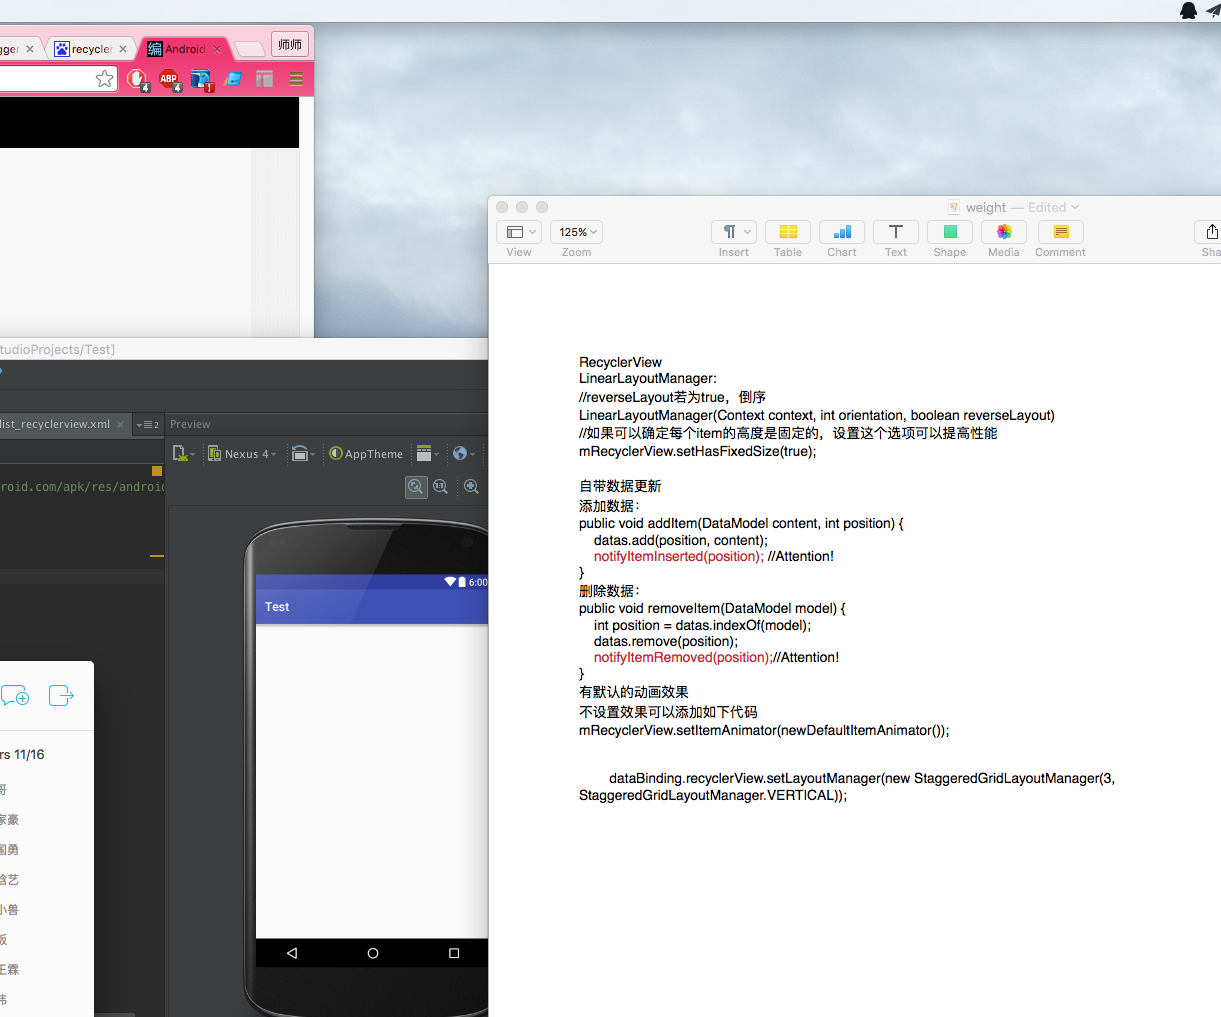 recycler
Android
师师
4
ABP
4
weight — Edited
125%
View
Zoom
Insert
Table
Chart
Text
Shape
Media
Comment
tudioProjects/Test]
list_recyclerview.xml
2
Preview
Nexus 4
AppTheme
1:1
roid.com/apk/res/android
6:00
Test
rs 11/16
哥
家豪
国勇
小兽
王霖
RecyclerView
LinearLayoutManager:
//reverseLayout若为true，倒序
LinearLayoutManager(Context context, int orientation, boolean reverseLayout)
//如果可以确定每个item的高度是固定的，设置这个选项可以提高性能
mRecyclerView.setHasFixedSize(true);
自带数据更新
添加数据：
public void addItem(DataModel content, int position) {
datas.add(position, content);
notifyItemInserted(position); //Attention!
}
删除数据：
public void removeItem(DataModel model) {
int position = datas.indexOf(model);
datas.remove(position);
notifyItemRemoved(position);//Attention!
}
有默认的动画效果
不设置效果可以添加如下代码
mRecyclerView.setItemAnimator(newDefaultItemAnimator());
dataBinding.recyclerView.setLayoutManager(new StaggeredGridLayoutManager(3,
StaggeredGridLayoutManager.VERTICAL));